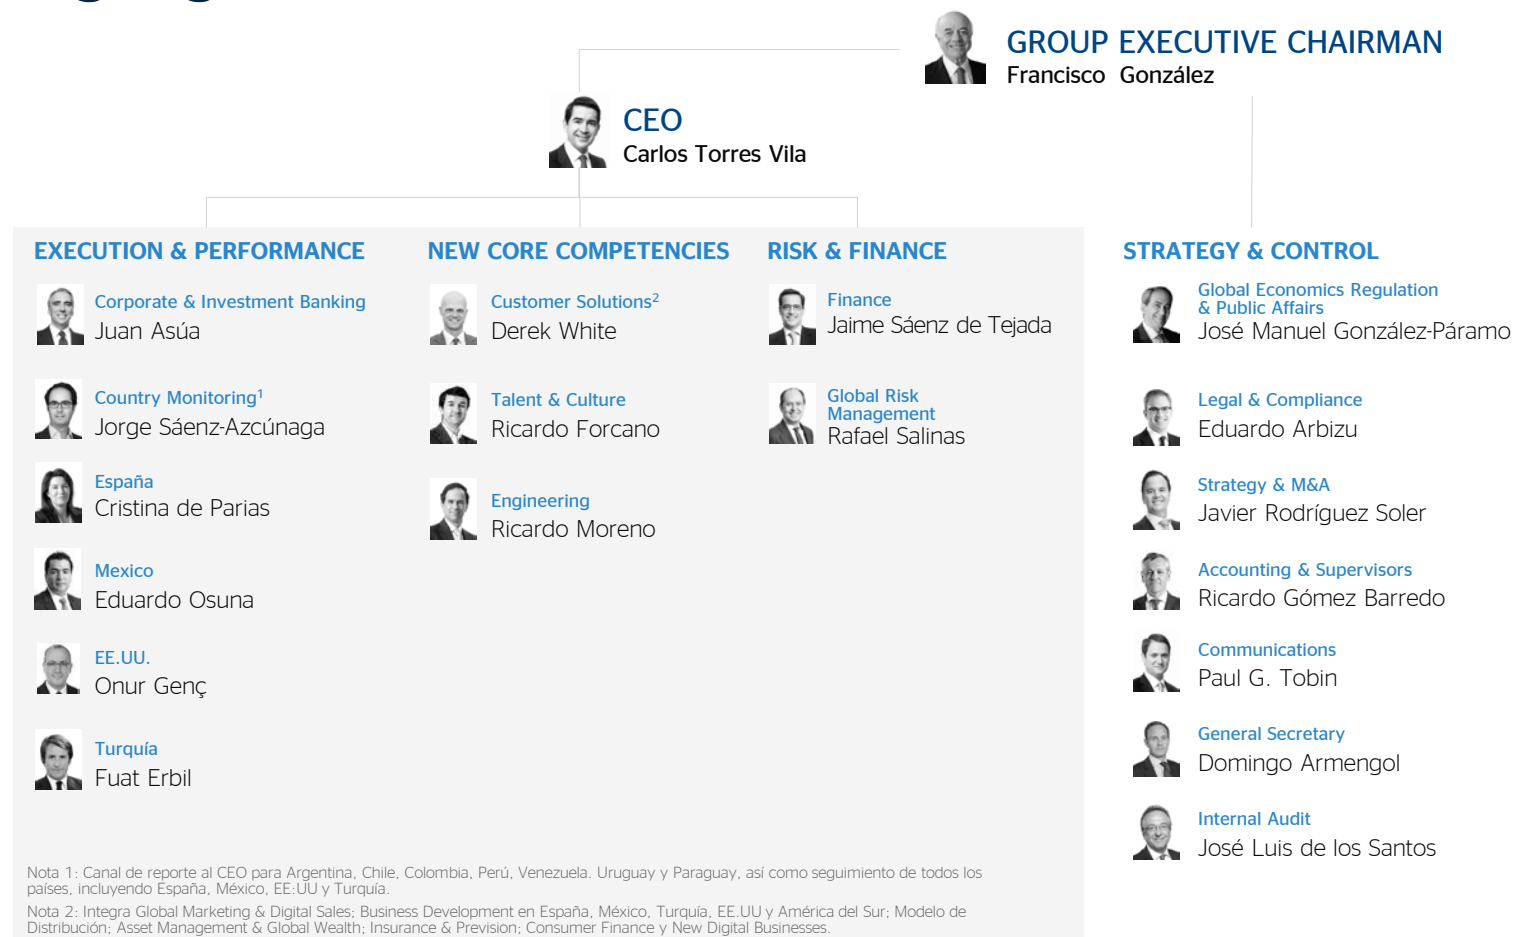 GROUP EXECUTIVE CHAIRMAN
Francisco González
CEO
Carlos Torres Vila
EXECUTION & PERFORMANCE
Corporate & Investment Banking
Juan Asúa
Country Monitoring1
Jorge Sáenz-Azcúnaga
España
Cristina de Parias
Mexico
Eduardo Osuna
EE.UU.
Onur Genç
Turquía
Fuat Erbil
NEW CORE COMPETENCIES
Customer Solutions2
Derek White
Talent & Culture
Ricardo Forcano
Engineering
Ricardo Moreno
RISK & FINANCE
Finance
Jaime Sáenz de Tejada
Global Risk
Management
Rafael Salinas
STRATEGY & CONTROL
Global Economics Regulation
& Public Affairs
José Manuel González-Páramo
Legal & Compliance
Eduardo Arbizu
Strategy & M&A
Javier Rodríguez Soler
Accounting & Supervisors
Ricardo Gómez Barredo
Communications
Paul G. Tobin
General Secretary
Domingo Armengol
Internal Audit
José Luis de los Santos
Nota 1: Canal de reporte al CEO para Argentina, Chile, Colombia, Perú, Venezuela. Uruguay y Paraguay, así como seguimiento de todos los
países, incluyendo España, México, EE:UU y Turquía.
Nota 2: Integra Global Marketing & Digital Sales; Business Development en España, México, Turquía, EE.UU y América del Sur; Modelo de
Distribución; Asset Management & Global Wealth; Insurance & Prevision; Consumer Finance y New Digital Businesses.